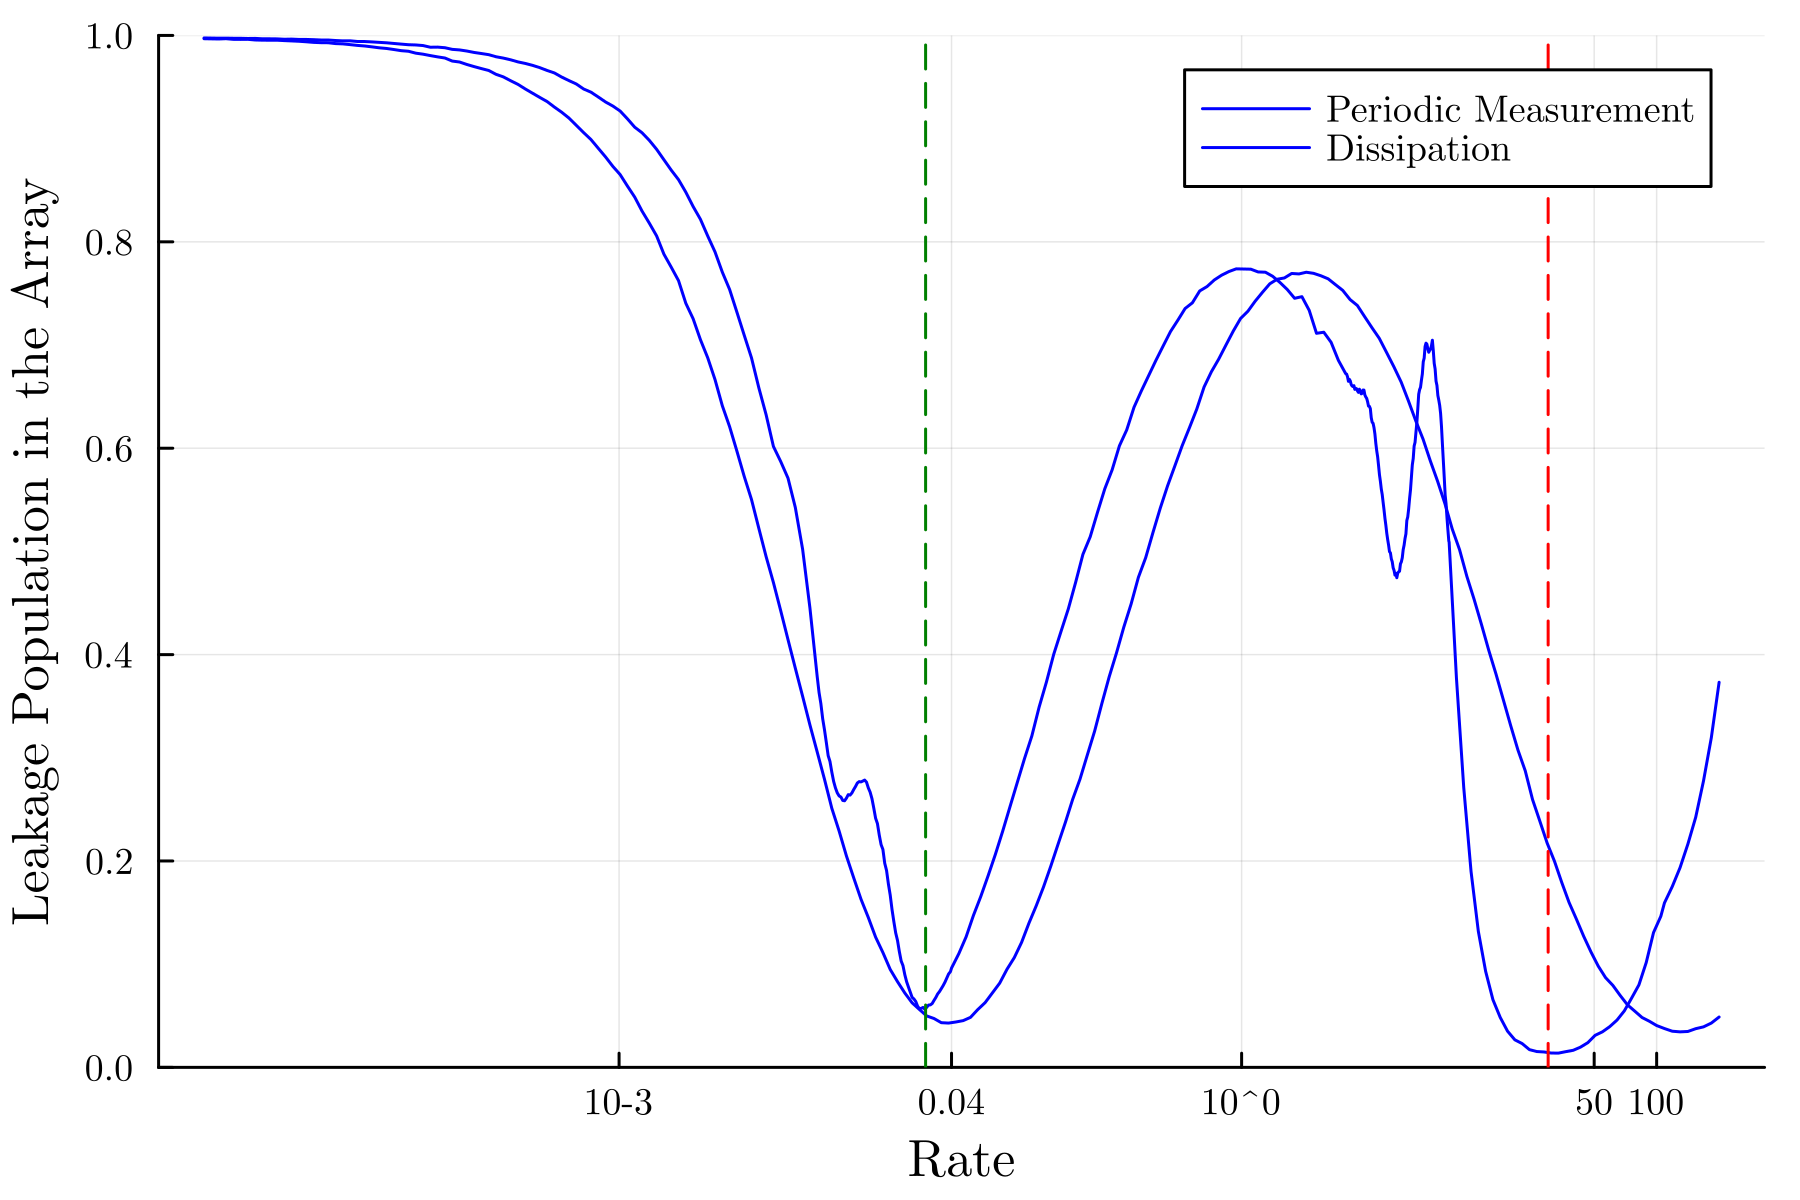 1.0
Periodic Measurement
Dissipation
0.8
0.6
0.4
0.2
0.0
Leakage Population in the Array
10-3 0.04 10^0 50 100
Rate